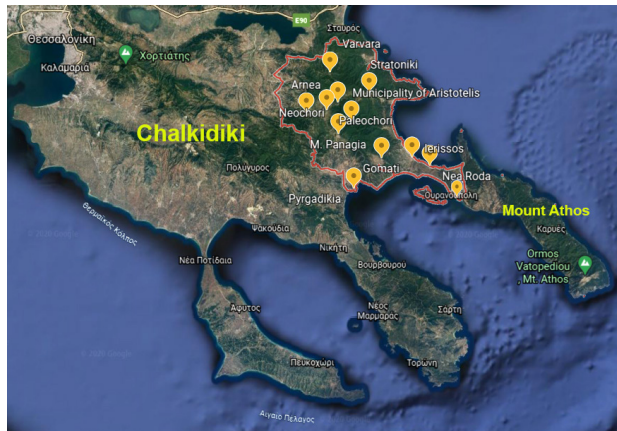 E90
Σταυρός
Θεσσαλονίκη
Varvara
Χορτιάτης
Καλαμαριά
Stratoniki
Arnea
Municipality of Aristotelis
Neochori
Chalkidiki
Paleochori
M. Panagia
Ierissos
Πολύγυρος
Gomati
Nea Roda
Ουρανούπολη
Pyrgadikia
Mount Athos
Θερμαϊκός Κόλπος
Ψακούδια
Καρυές
Νικήτη
Ormos
Vatopediou
, Mt. Athos
Νέα Ποτίδαια
Βουρβουρού
Άφυτος
Νέος
Μαρμαράς
Σάρτη
Πευκοχώρι
Τορώνη
Αιγαίο Πέλαγος